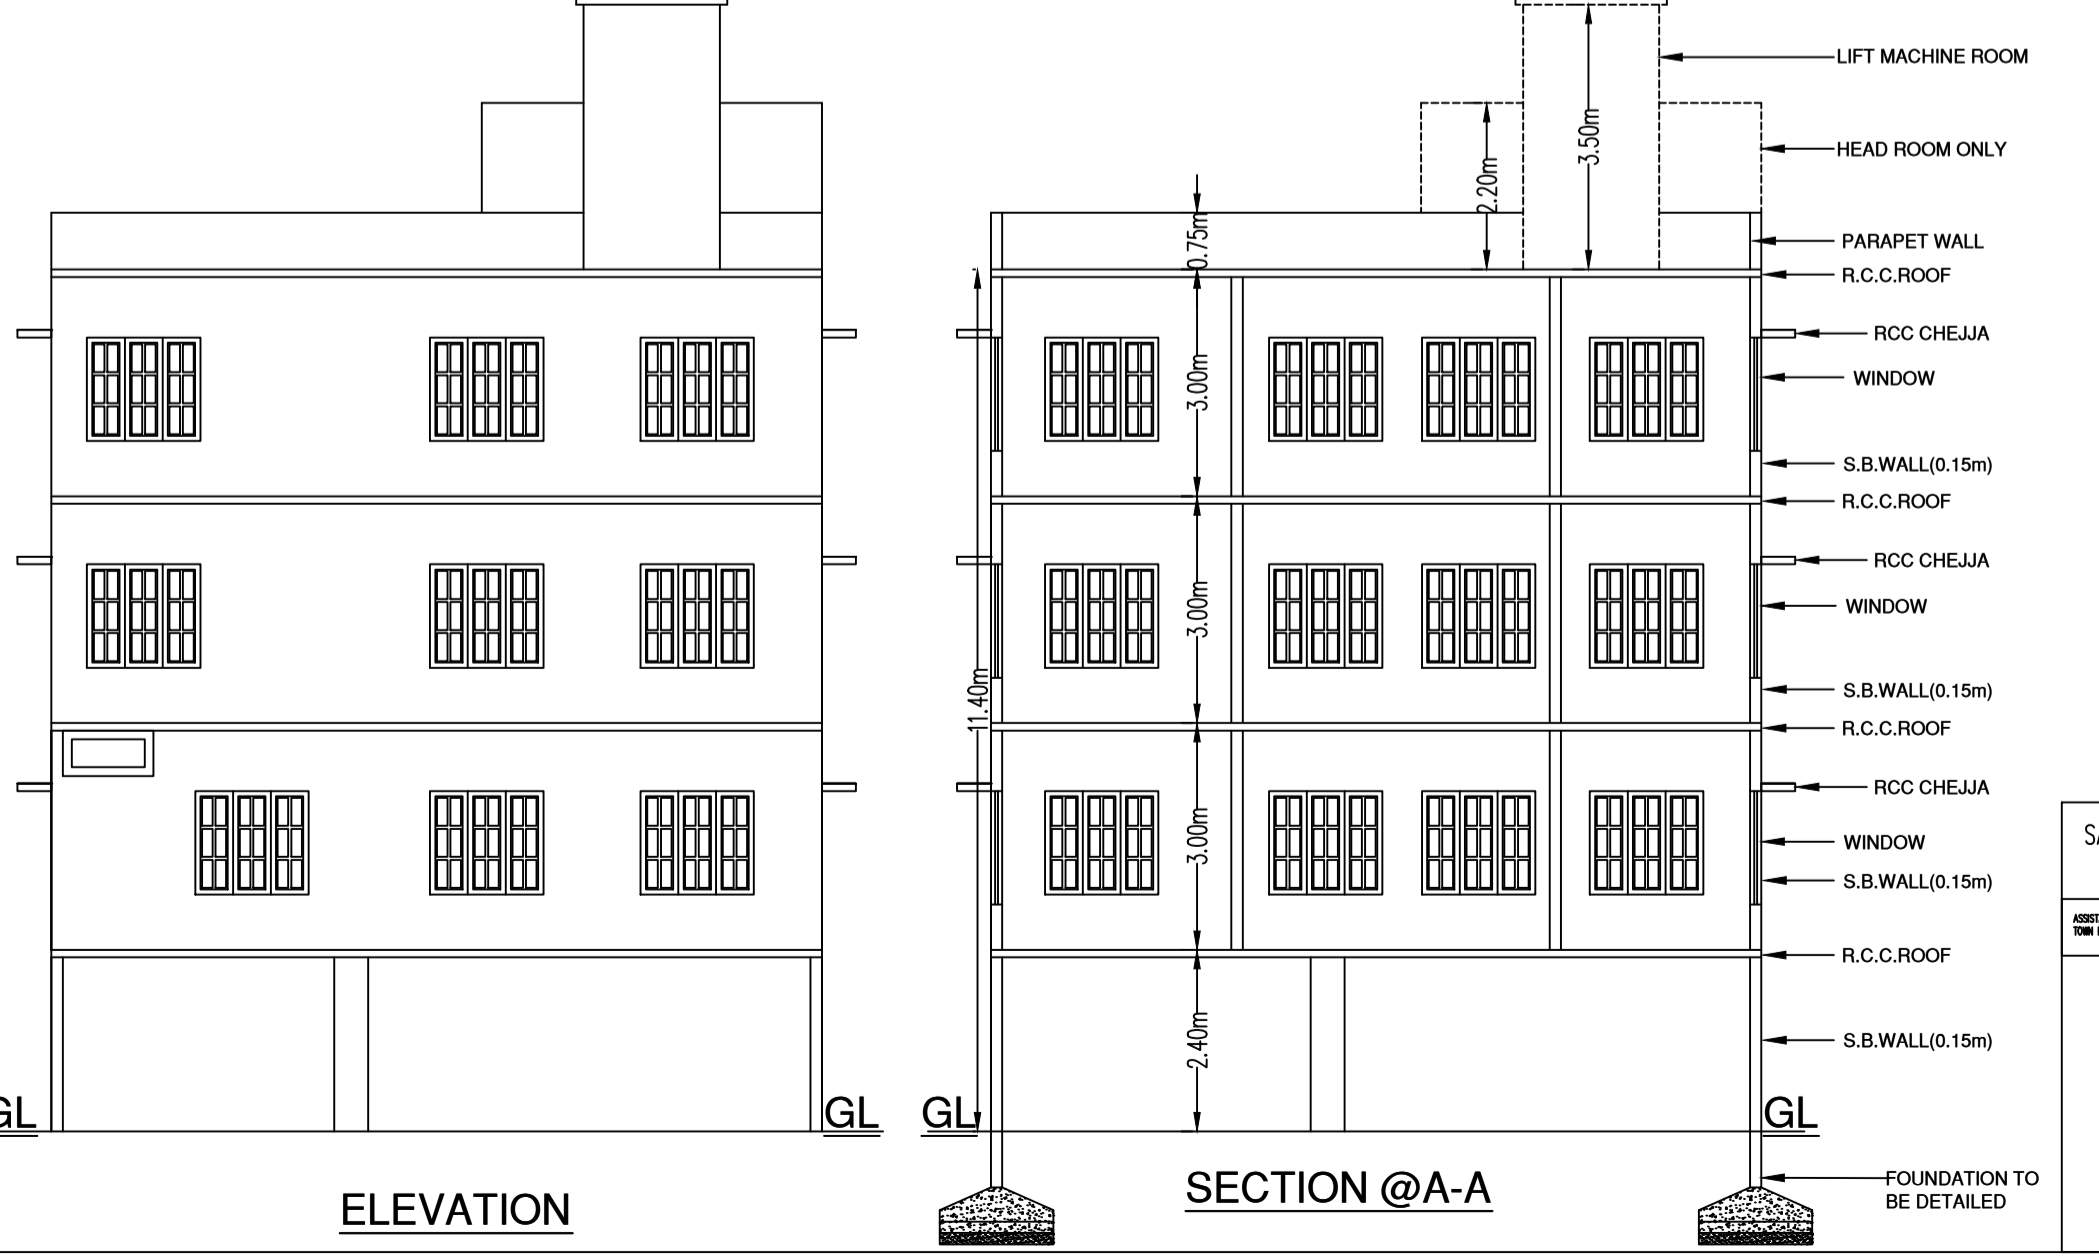 LIFT MACHINE ROOM
3.50m
HEAD ROOM ONLY
2.20m
0.75m
PARAPET WALL
R.C.C.ROOF
RCC CHEJJA
3.00m
WINDOW
S.B.WALL(0.15m)
R.C.C.ROOF
RCC CHEJJA
3.00m
WINDOW
11.40m
S.B.WALL(0.15m)
R.C.C.ROOF
RCC CHEJJA
3.00m
WINDOW
S.B.WALL(0.15m)
R.C.C.ROOF
2.40m
S.B.WALL(0.15m)
GL
GL
GL
GL
FOUNDATION TO
BE DETAILED
ELEVATION
SECTION @A-A